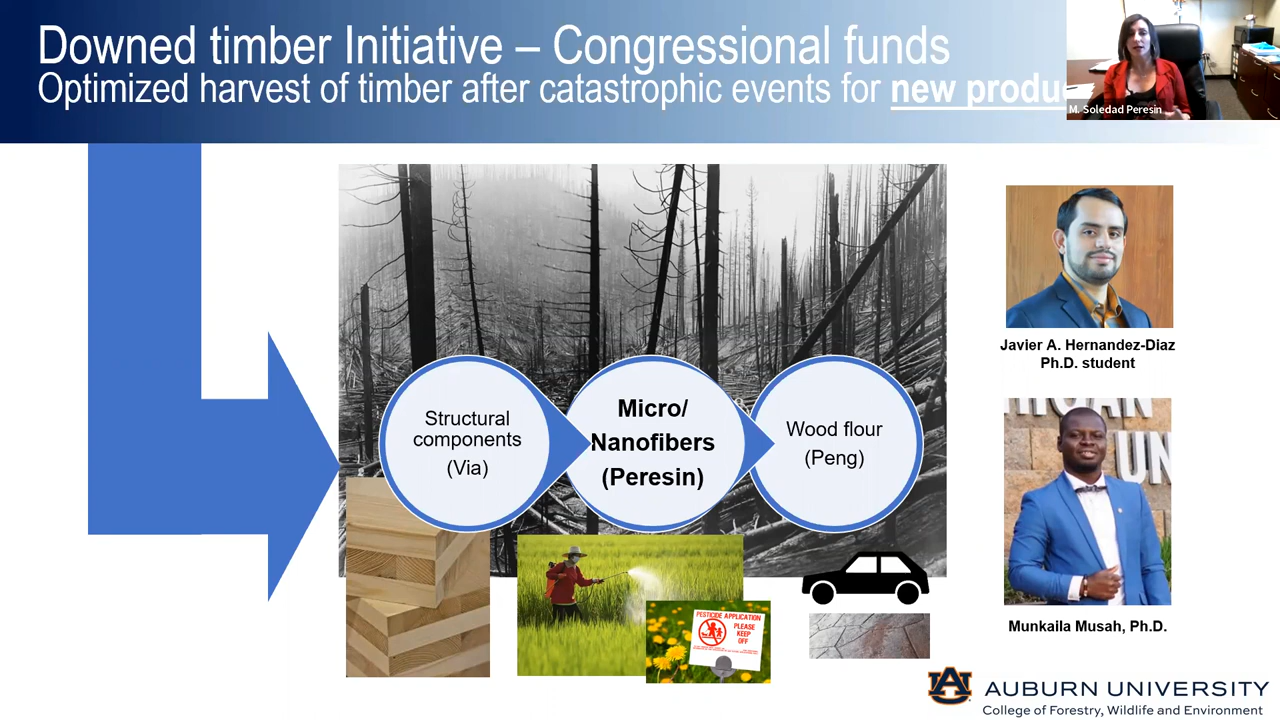 Downed timber Initiative – Congressional funds
Optimized harvest of timber after catastrophic events for new produ
M. Soledad Peresin
Structural
components
(Via)
Micro/
Nanofibers
(Peresin)
Wood flour
(Peng)
Javier A. Hernandez-Diaz
Ph.D. student
UN
Munkaila Musah, Ph.D.
PESTICIDE APPLICATION
PLEASE
KEEP
OFF
AUBURN UNIVERSITY
College of Forestry, Wildlife and Environment